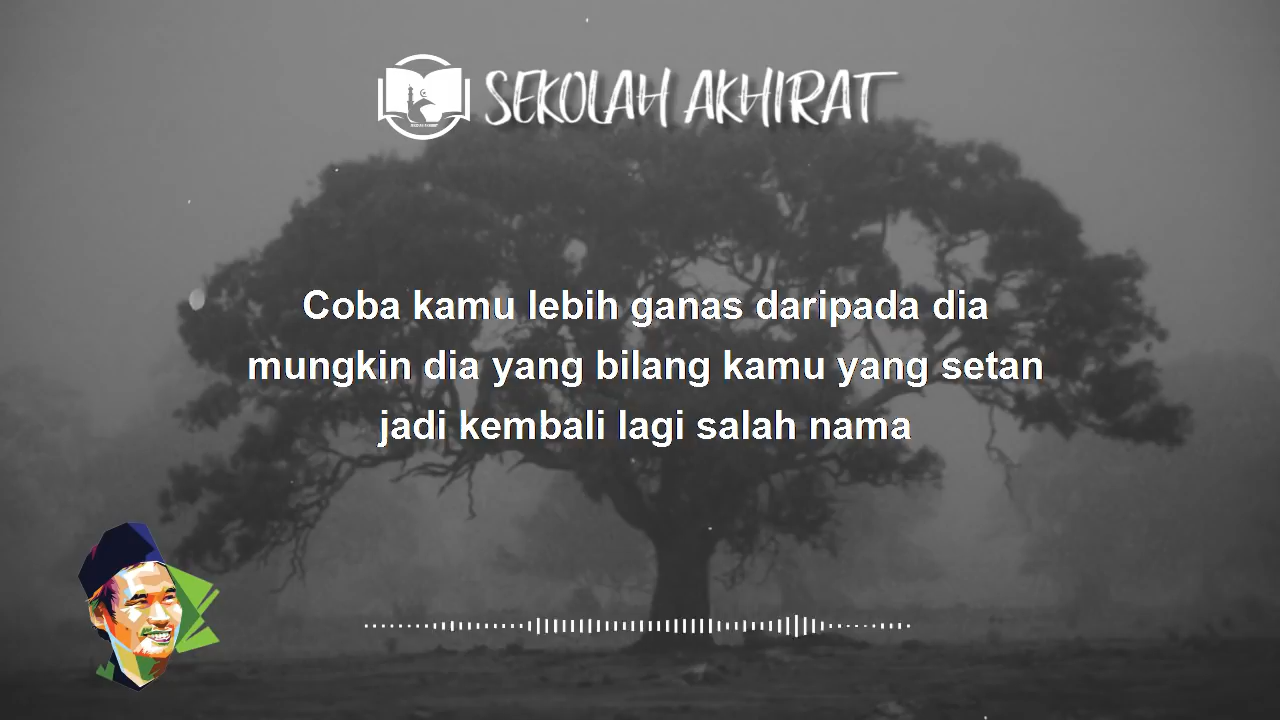 SEKOLAH AKHIRAT
Coba kamu lebih ganas daripada dia
mungkin dia yang bilang kamu yang setan
jadi kembali lagi salah nama